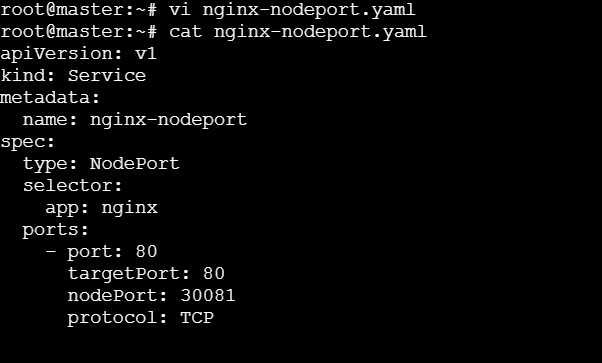 root@master:~# vi nginx-nodeport.yaml
root@master:~# cat nginx-nodeport.yaml
apiVersion: v1
kind: Service
metadata:
  name: nginx-nodeport
spec:
  type: NodePort
  selector:
    app: nginx
  ports:
    - port: 80
      targetPort: 80
      nodePort: 30081
      protocol: TCP